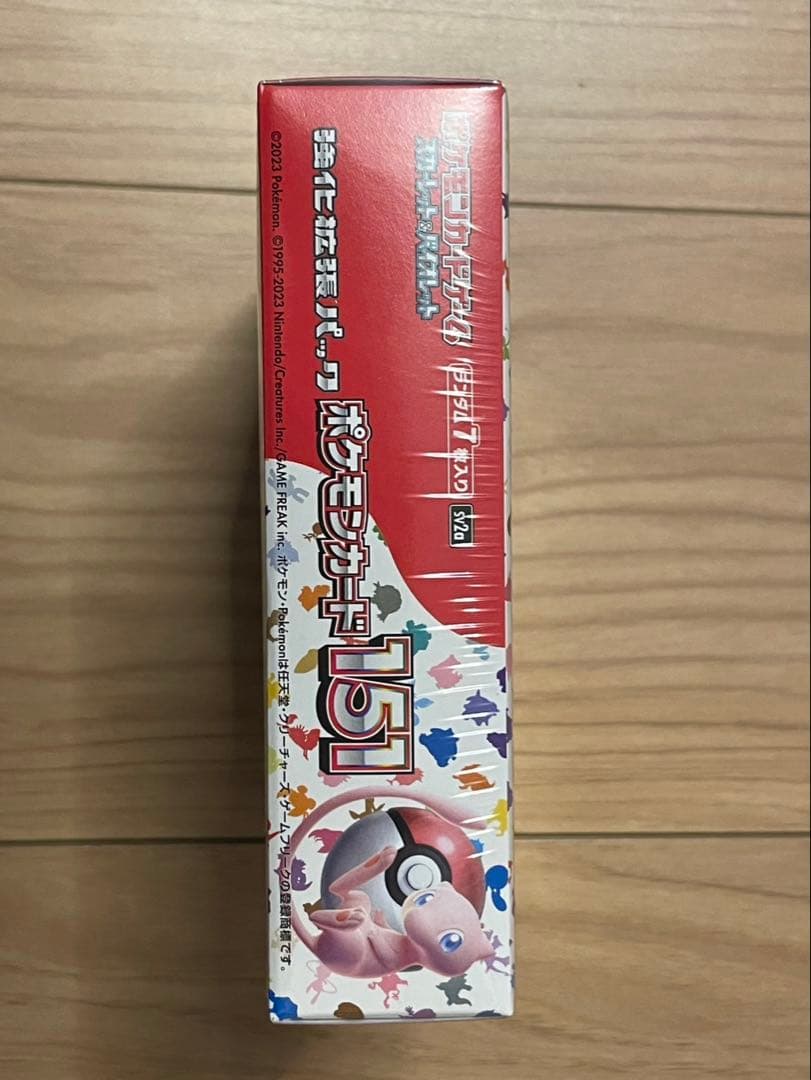 ポケモンカードゲーム
スカーレット&バイオレット
ランダム7枚入り
SV2a
強化拡張パック
ポケモンカード151
©2023 Pokémon. ©1995-2023 Nintendo/Creatures Inc./GAME FREAK inc. ポケモン・Pokémonは任天堂・クリーチャーズ・ゲームフリークの登録商標です。